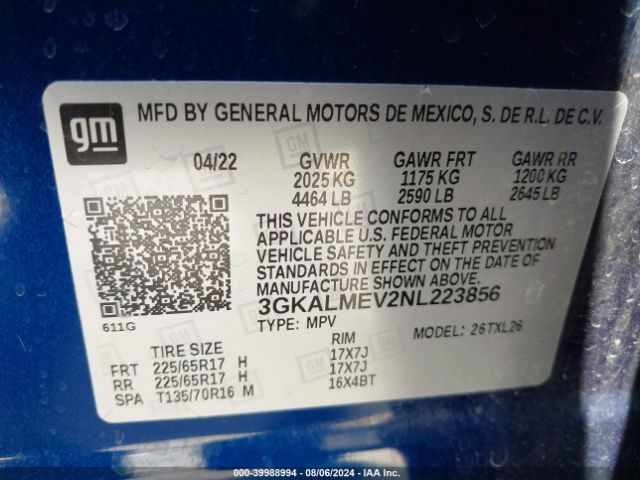 gm
MFD BY GENERAL MOTORS DE MEXICO, S. DE R.L. DE C.V.
04/22 GVWR GAWR FRT GAWR RR
2025 KG 1175 KG 1200 KG
4464 LB 2590 LB 2645 LB
THIS VEHICLE CONFORMS TO ALL
APPLICABLE U.S. FEDERAL MOTOR
VEHICLE SAFETY AND THEFT PREVENTION
STANDARDS IN EFFECT ON THE DATE OF
MANUFACTURE SHOWN ABOVE.
3GKALMEV2NL223856
611G
TYPE: MPV MODEL: 26TXL26
TIRE SIZE RIM
FRT 225/65R17 H 17X7J
RR 225/65R17 H 17X7J
SPA T135/70R16 M 16X4BT
000-39988994 - 08/06/2024 - IAA Inc.